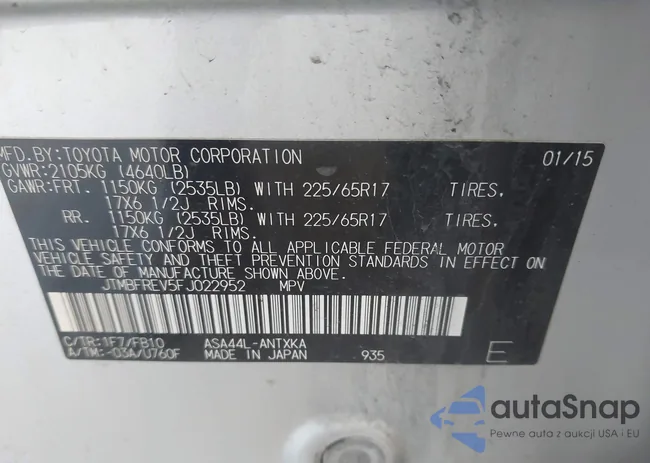 MFD.BY:TOYOTA MOTOR CORPORATION 01/15
GVWR:2105KG (4640LB)
GAWR:FRT. 1150KG (2535LB) WITH 225/65R17 TIRES,
17X6 1/2J RIMS.
RR. 1150KG (2535LB) WITH 225/65R17 TIRES,
17X6 1/2J RIMS.
THIS VEHICLE CONFORMS TO ALL APPLICABLE FEDERAL MOTOR
VEHICLE SAFETY AND THEFT PREVENTION STANDARDS IN EFFECT ON
THE DATE OF MANUFACTURE SHOWN ABOVE.
JTMBFREV5FJ022952 MPV
C/TR:1F7/FB10 ASA44L-ANTXKA
A/TM:-03A/U760F MADE IN JAPAN 935 E
autaSnap
Pewne auta z aukcji USA i EU